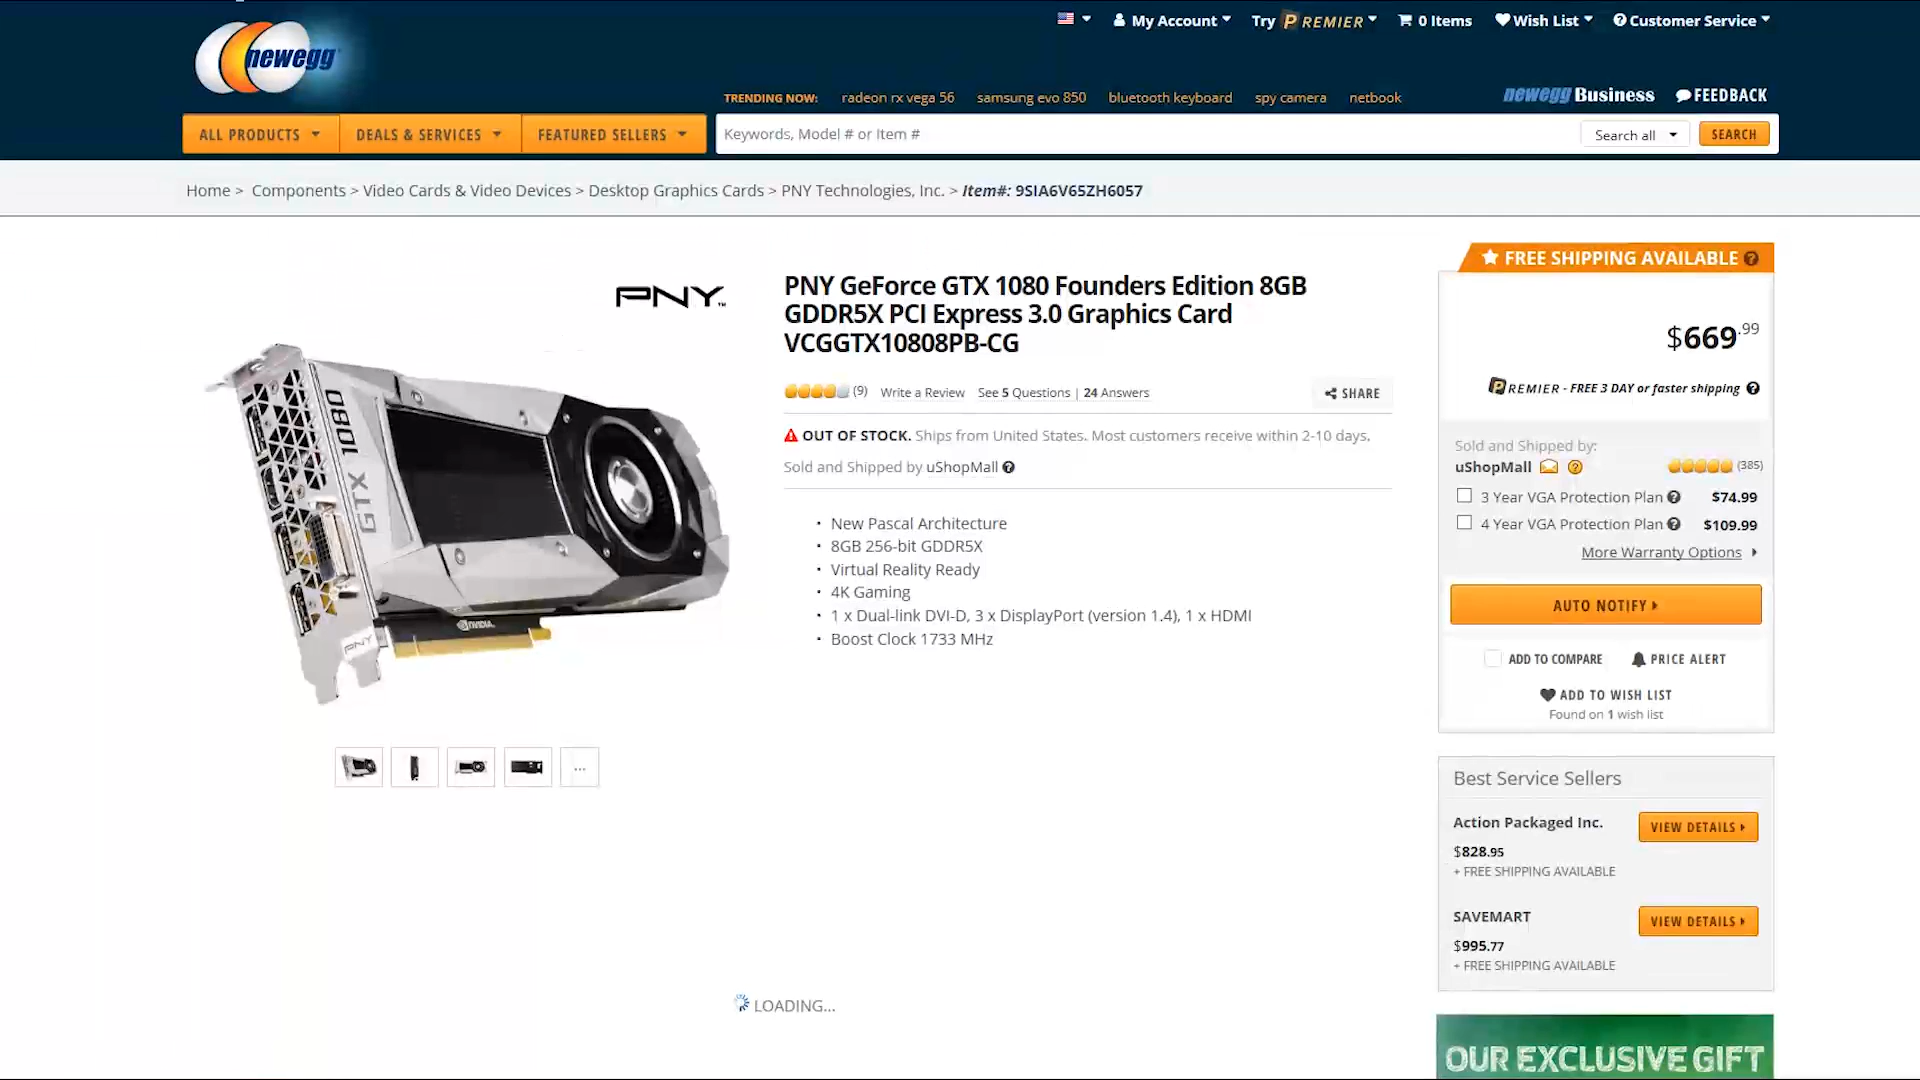 My Account
Try PREMIER
0 Items
Wish List
Customer Service
newegg
TRENDING NOW: radeon rx vega 56 samsung evo 850 bluetooth keyboard spy camera netbook
newegg Business
FEEDBACK
ALL PRODUCTS
DEALS & SERVICES
FEATURED SELLERS
Keywords, Model # or Item #
Search all
SEARCH
Home > Components > Video Cards & Video Devices > Desktop Graphics Cards > PNY Technologies, Inc. > Item#: 9SIA6V65ZH6057
PNY
GTX 1080
GTX 1080
NVIDIA
PNY
...
PNY GeForce GTX 1080 Founders Edition 8GB
GDDR5X PCI Express 3.0 Graphics Card
VCGGTX10808PB-CG
(9) Write a Review See 5 Questions | 24 Answers
SHARE
OUT OF STOCK. Ships from United States. Most customers receive within 2-10 days.
Sold and Shipped by uShopMall
· New Pascal Architecture
· 8GB 256-bit GDDR5X
· Virtual Reality Ready
· 4K Gaming
· 1 x Dual-link DVI-D, 3 x DisplayPort (version 1.4), 1 x HDMI
· Boost Clock 1733 MHz
LOADING...
FREE SHIPPING AVAILABLE
$669.99
PREMIER - FREE 3 DAY or faster shipping
Sold and Shipped by:
uShopMall (385)
3 Year VGA Protection Plan $74.99
4 Year VGA Protection Plan $109.99
More Warranty Options
AUTO NOTIFY
ADD TO COMPARE
PRICE ALERT
ADD TO WISH LIST
Found on 1 wish list
Best Service Sellers
Action Packaged Inc.
VIEW DETAILS
$828.95
+ FREE SHIPPING AVAILABLE
SAVEMART
VIEW DETAILS
$995.77
+ FREE SHIPPING AVAILABLE
OUR EXCLUSIVE GIFT